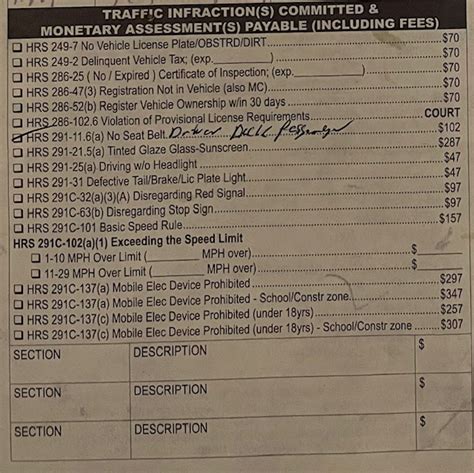 TRAFFIC INFRACTION(S) COMMITTED &
MONETARY ASSESSMENT(S) PAYABLE (INCLUDING FEES)
☐ HRS 249-7 No Vehicle License Plate/OBSTRD/DIRT $70
☐ HRS 249-2 Delinquent Vehicle Tax; (exp. ) $70
☐ HRS 286-25 ( No / Expired ) Certificate of Inspection; (exp. ) $70
☐ HRS 286-47(3) Registration Not in Vehicle (also MC) $70
☐ HRS 286-52(b) Register Vehicle Ownership w/in 30 days $70
☐ HRS 286-102.6 Violation of Provisional License Requirements COURT
HRS 291-11.6(a) No Seat Belt. Driver Passenger $102
☐ HRS 291-21.5(a) Tinted Glaze Glass-Sunscreen $287
☐ HRS 291-25(a) Driving w/o Headlight $47
☐ HRS 291-31 Defective Tail/Brake/Lic Plate Light $47
☐ HRS 291C-32(a)(3)(A) Disregarding Red Signal $97
☐ HRS 291C-63(b) Disregarding Stop Sign $97
☐ HRS 291C-101 Basic Speed Rule $157
HRS 291C-102(a)(1) Exceeding the Speed Limit
☐ 1-10 MPH Over Limit ( MPH over) $
☐ 11-29 MPH Over Limit ( MPH over) $
☐ HRS 291C-137(a) Mobile Elec Device Prohibited $297
☐ HRS 291C-137(a) Mobile Elec Device Prohibited - School/Constr zone $347
☐ HRS 291C-137(c) Mobile Elec Device Prohibited (under 18yrs) $257
☐ HRS 291C-137(c) Mobile Elec Device Prohibited (under 18yrs) - School/Constr zone $307
SECTION DESCRIPTION $
SECTION DESCRIPTION $
SECTION DESCRIPTION $